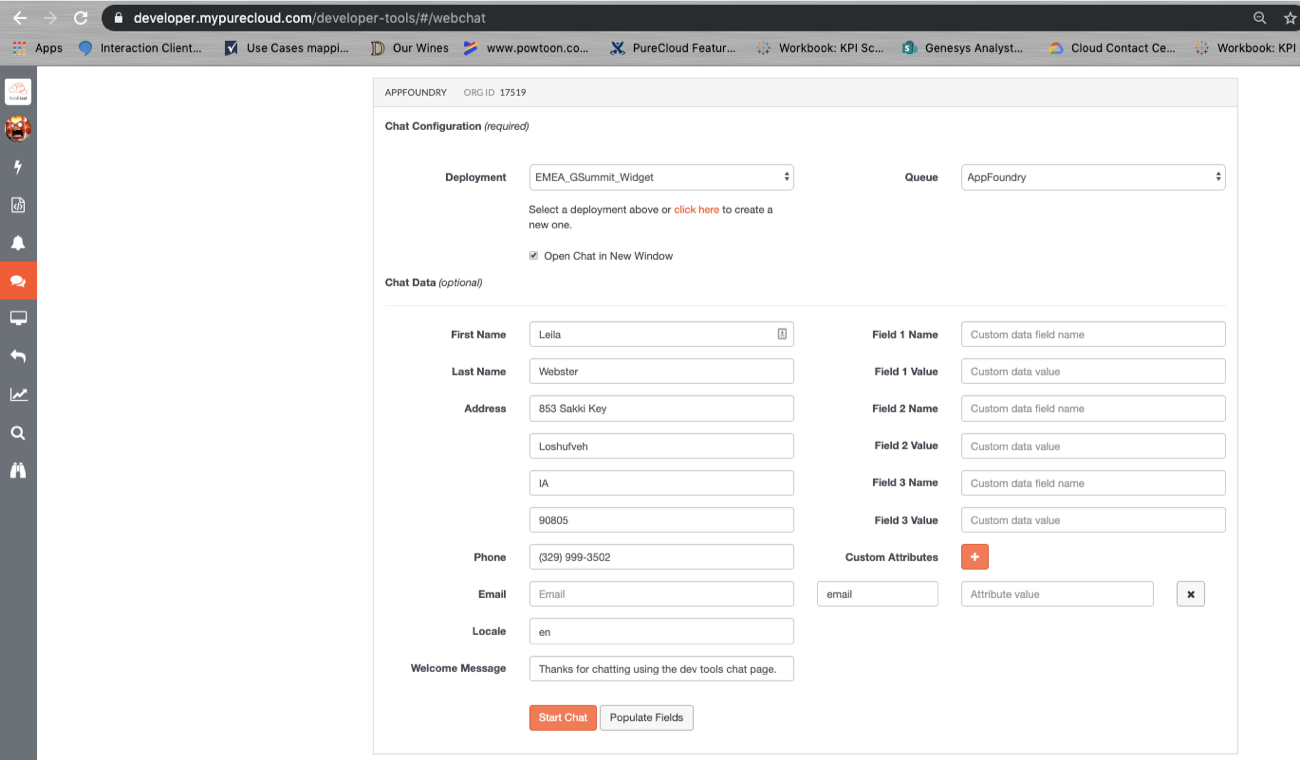 developer.mypurecloud.com/developer-tools/#/webchat
Apps Interaction Client... Use Cases mappi... Our Wines www.powtoon.co... PureCloud Featur... Workbook: KPI Sc... Genesys Analyst... Cloud Contact Ce... Workbook: KPI
APPFOUNDRY ORG ID 17519
Chat Configuration (required)
Deployment EMEA_GSummit_Widget Queue AppFoundry
Select a deployment above or click here to create a
new one.
Open Chat in New Window
Chat Data (optional)
First Name Leila Field 1 Name Custom data field name
Last Name Webster Field 1 Value Custom data value
Address 853 Sakki Key Field 2 Name Custom data field name
Loshufveh Field 2 Value Custom data value
IA Field 3 Name Custom data field name
90805 Field 3 Value Custom data value
Phone (329) 999-3502 Custom Attributes +
Email Email email Attribute value
Locale en
Welcome Message Thanks for chatting using the dev tools chat page.
Start Chat Populate Fields